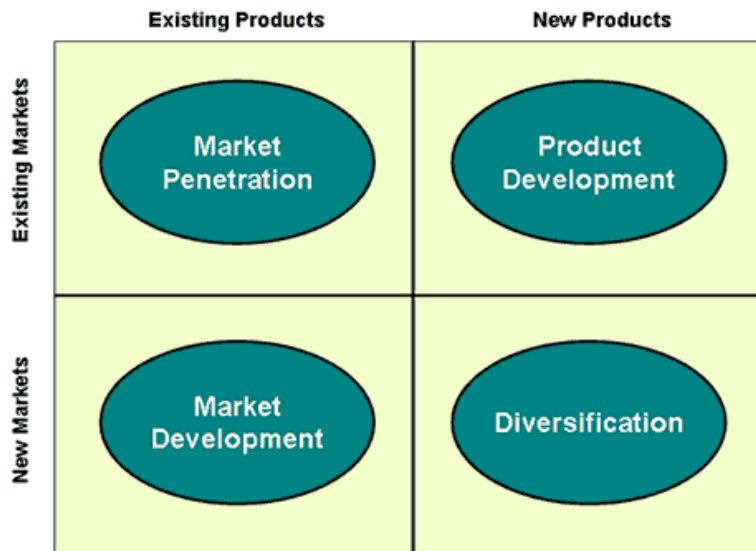 Existing Products
New Products
Existing Markets
Market
Penetration
Product
Development
New Markets
Market
Development
Diversification